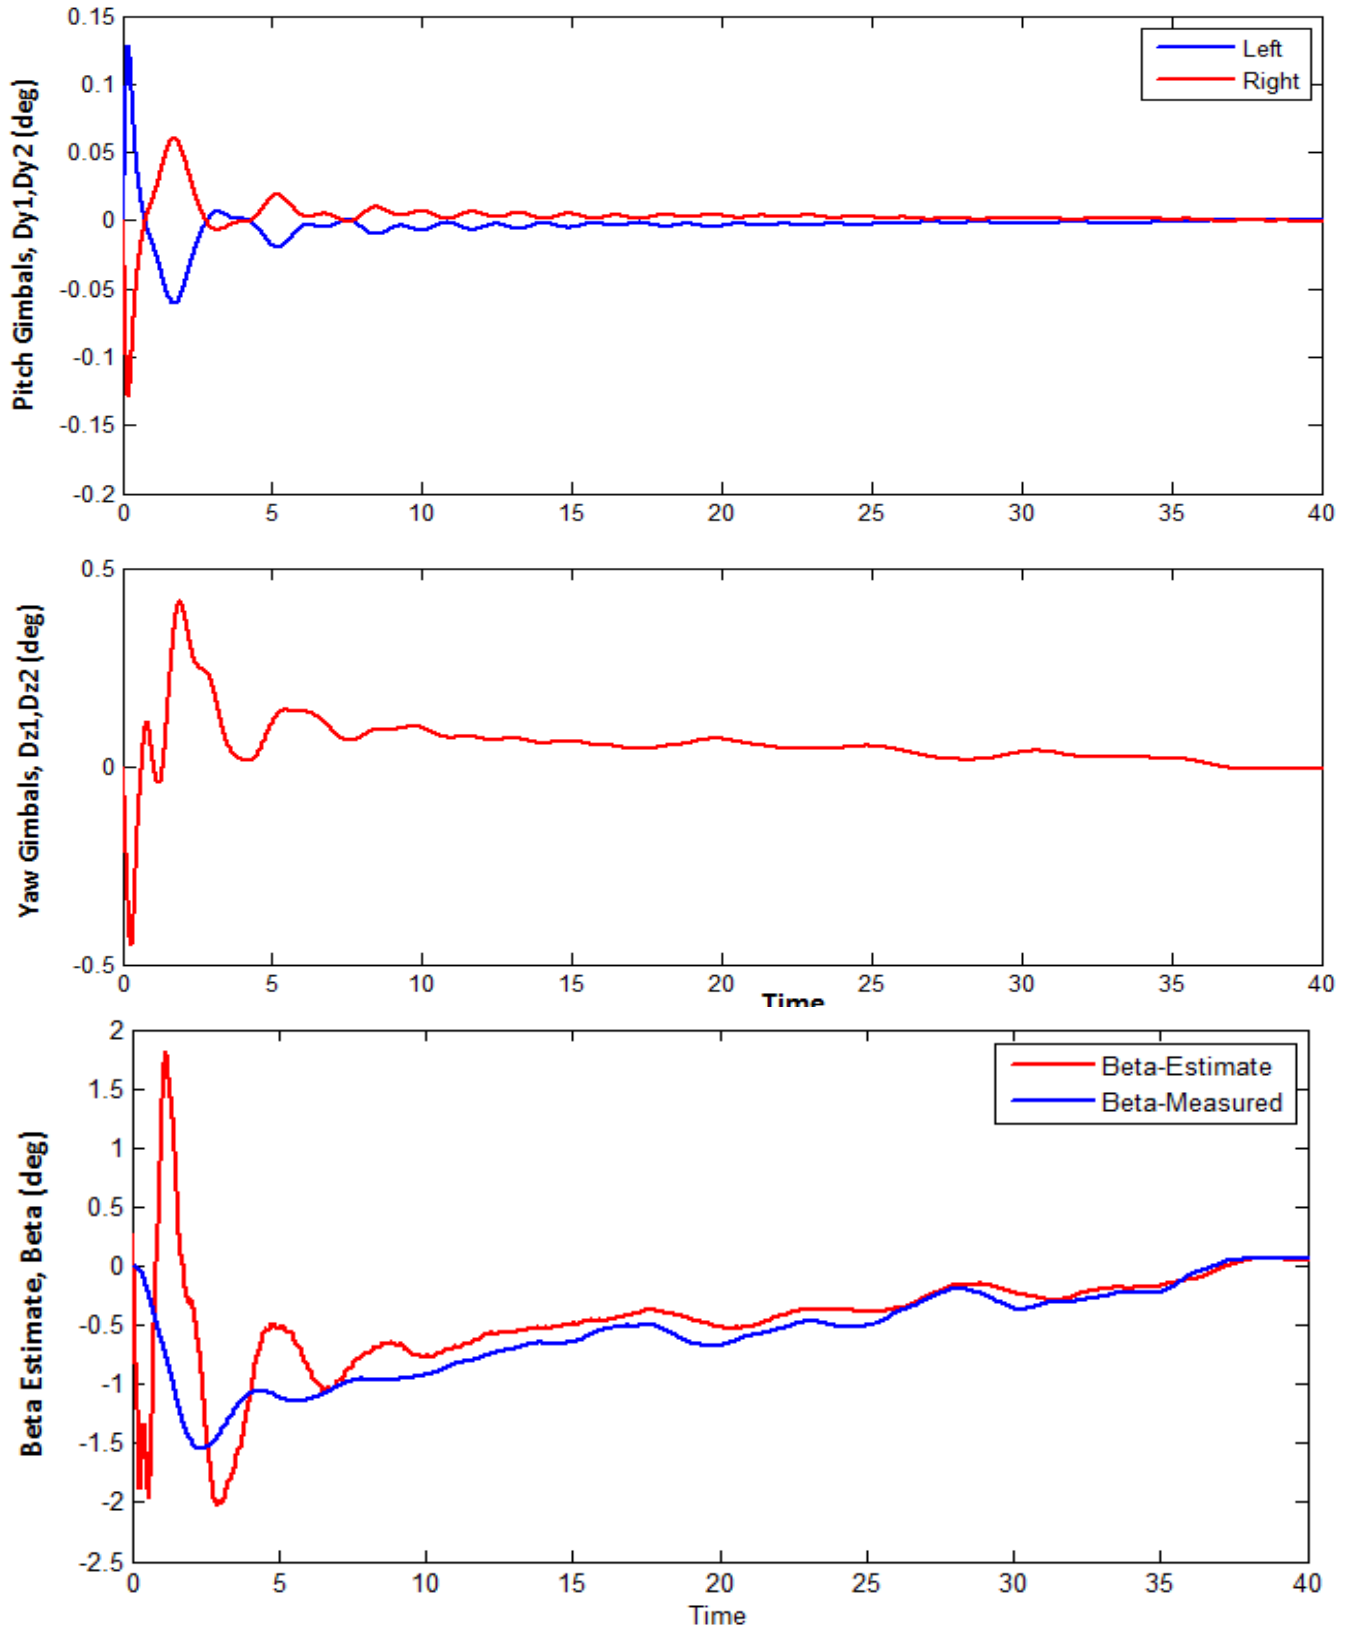 Pitch Gimbals, Dy1,Dy2 (deg)
0.15
0.1
0.05
0
-0.05
-0.1
-0.15
-0.2
Left
Right
0 5 10 15 20 25 30 35 40
Yaw Gimbals, Dz1,Dz2 (deg)
0.5
0
-0.5
0 5 10 15 20 25 30 35 40
Time
Beta Estimate, Beta (deg)
2
1.5
1
0.5
0
-0.5
-1
-1.5
-2
-2.5
Beta-Estimate
Beta-Measured
0 5 10 15 20 25 30 35 40
Time